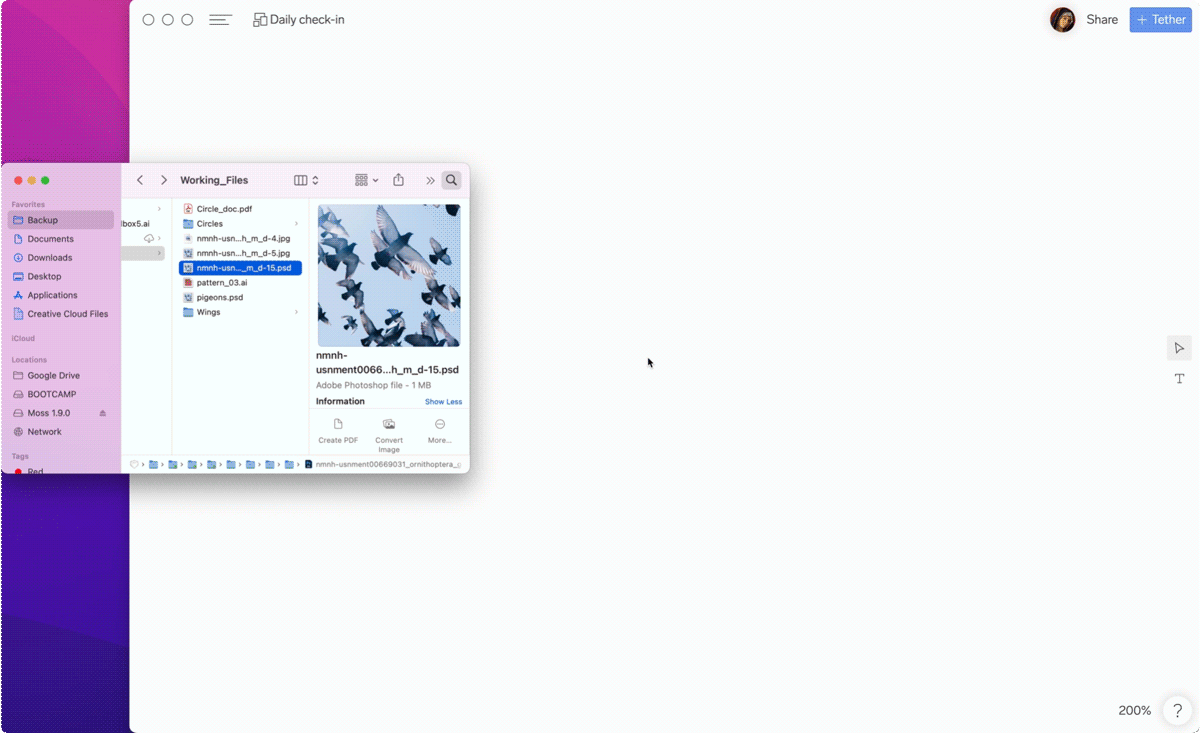 Daily check-in
Share
+ Tether
Working_Files
Favorites
Backup
Documents
Downloads
Desktop
Applications
Creative Cloud Files
iCloud
Locations
Google Drive
BOOTCAMP
Moss 1.9.0
Network
Tags
Red
lbox5.ai
Circle_doc.pdf
Circles
nmnh-usn...h_m_d-4.jpg
nmnh-usn...h_m_d-5.jpg
nmnh-usn..._m_d-15.psd
pattern_03.ai
pigeons.psd
Wings
nmnh-
usnment0066...h_m_d-15.psd
Adobe Photoshop file - 1 MB
Information
Show Less
Create PDF
Convert
Image
More...
nmnh-usnment00669031_ornithoptera_
T
200%
?